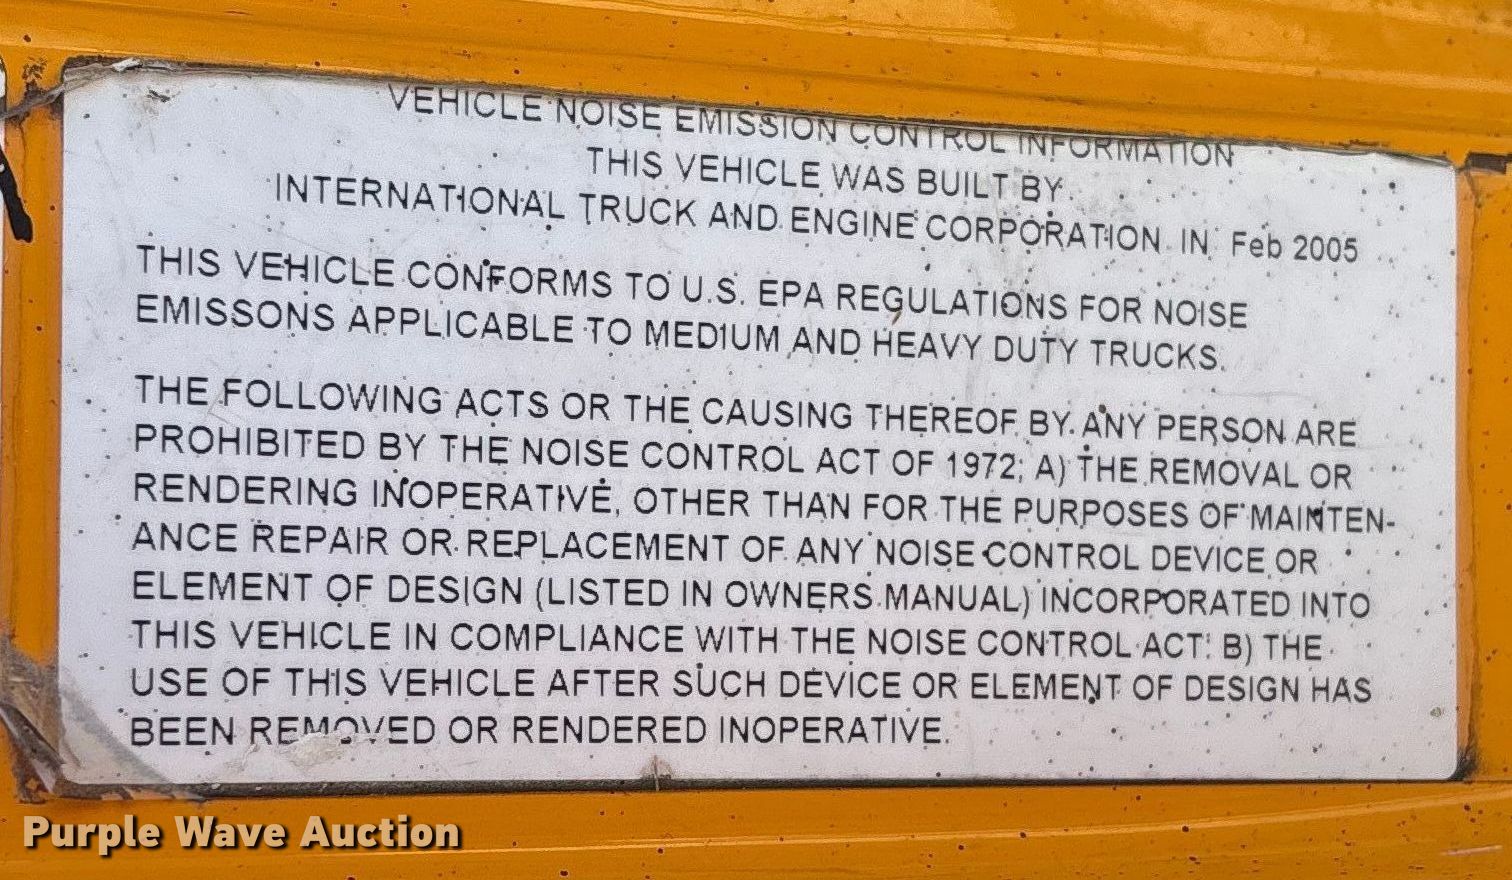 VEHICLE NOISE EMISSION CONTROL INFORMATION
THIS VEHICLE WAS BUILT BY
INTERNATIONAL TRUCK AND ENGINE CORPORATION IN Feb 2005
THIS VEHICLE CONFORMS TO U.S. EPA REGULATIONS FOR NOISE
EMISSONS APPLICABLE TO MEDIUM AND HEAVY DUTY TRUCKS.
THE FOLLOWING ACTS OR THE CAUSING THEREOF BY ANY PERSON ARE
PROHIBITED BY THE NOISE CONTROL ACT OF 1972; A) THE REMOVAL OR
RENDERING INOPERATIVE, OTHER THAN FOR THE PURPOSES OF MAINTEN-
ANCE REPAIR OR REPLACEMENT OF ANY NOISE CONTROL DEVICE OR
ELEMENT OF DESIGN (LISTED IN OWNERS MANUAL) INCORPORATED INTO
THIS VEHICLE IN COMPLIANCE WITH THE NOISE CONTROL ACT: B) THE
USE OF THIS VEHICLE AFTER SUCH DEVICE OR ELEMENT OF DESIGN HAS
BEEN REMOVED OR RENDERED INOPERATIVE.
Purple Wave Auction